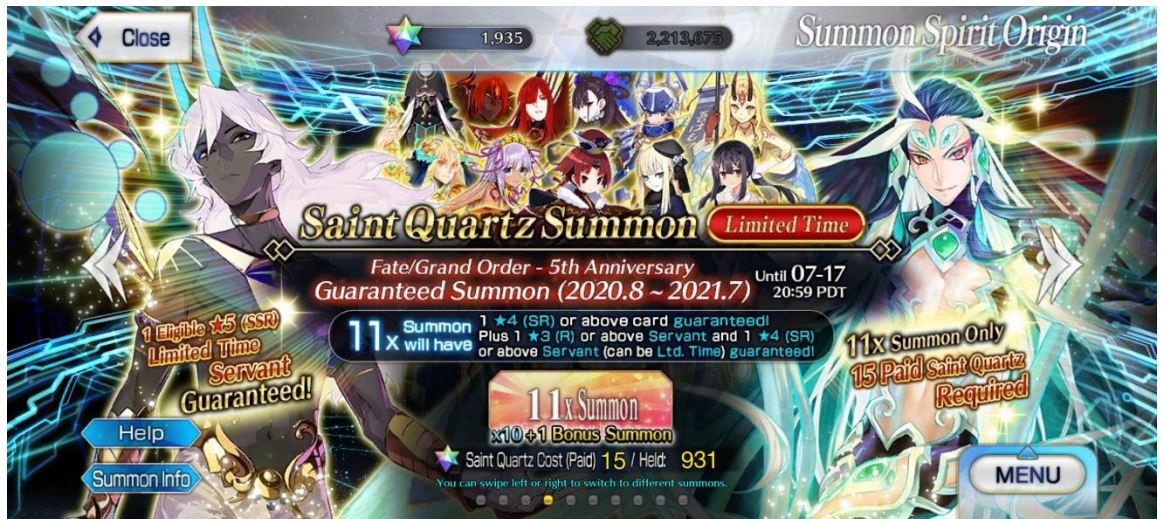 Close
1,935
2,213,675
Summon Spirit Origin
Saint Quartz Summon
Limited Time
Fate/Grand Order - 5th Anniversary
Guaranteed Summon (2020.8 ~ 2021.7)
Until 07-17
20:59 PDT
11x Summon will have
1 ★4 (SR) or above card guaranteed!
Plus 1 ★3 (R) or above Servant and 1 ★4 (SR)
or above Servant (can be Ltd. Time) guaranteed!
1 Eligible ★5 (SSR)
Limited Time
Servant
Guaranteed!
11x Summon Only
15 Paid Saint Quartz
Required
11x Summon
x10 +1 Bonus Summon
Saint Quartz Cost (Paid) 15 / Held: 931
You can swipe left or right to switch to different summons.
Help
Summon Info
MENU